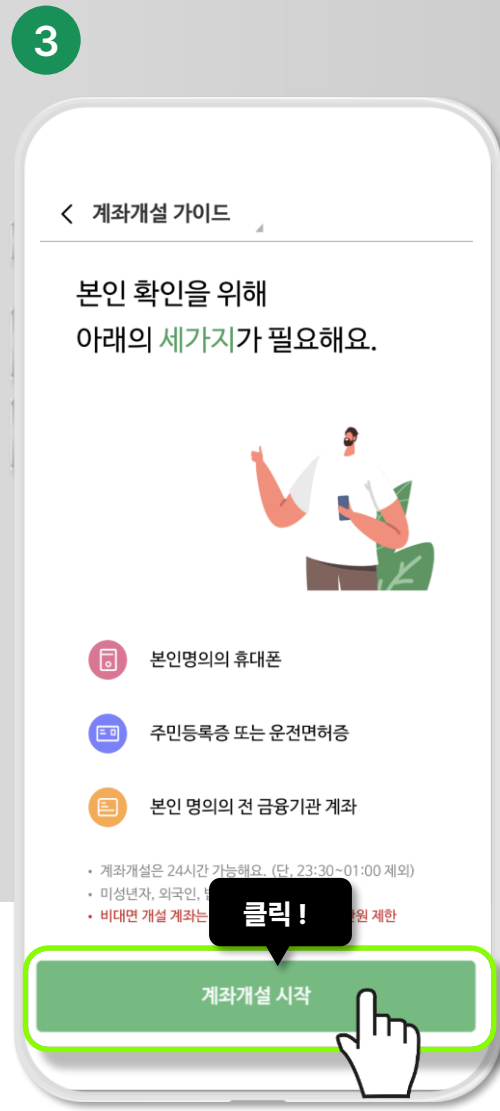 3
계좌개설 가이드
본인 확인을 위해
아래의 세가지가 필요해요.
본인명의의 휴대폰
주민등록증 또는 운전면허증
본인 명의의 전 금융기관 계좌
• 계좌개설은 24시간 가능해요. (단, 23:30~01:00 제외)
• 미성년자, 외국인,
• 비대면 개설 계좌는 원 제한
클릭 !
계좌개설 시작